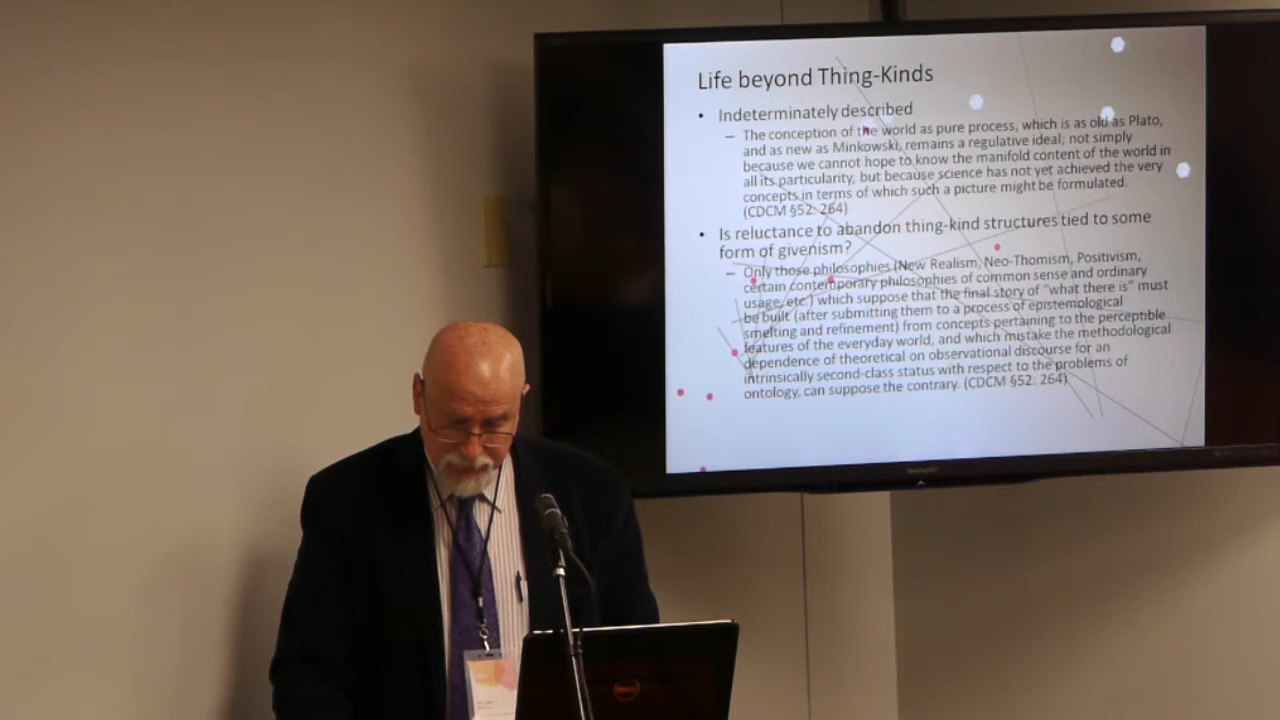 Life beyond Thing-Kinds
• Indeterminately described
– The conception of the world as pure process, which is as old as Plato,
and as new as Minkowski, remains a regulative ideal; not simply
because we cannot hope to know the manifold content of the world in
all its particularity, but because science has not yet achieved the very
concepts in terms of which such a picture might be formulated.
(CDCM §52: 264)
• Is reluctance to abandon thing-kind structures tied to some
form of givenism?
– Only those philosophies (New Realism, Neo-Thomism, Positivism,
certain contemporary philosophies of common sense and ordinary
usage, etc.) which suppose that the final story of "what there is" must
be built (after submitting them to a process of epistemological
smelting and refinement) from concepts pertaining to the perceptible
features of the everyday world, and which mistake the methodological
dependence of theoretical on observational discourse for an
intrinsically second-class status with respect to the problems of
ontology, can suppose the contrary. (CDCM §52: 264)
SHARP
DELL